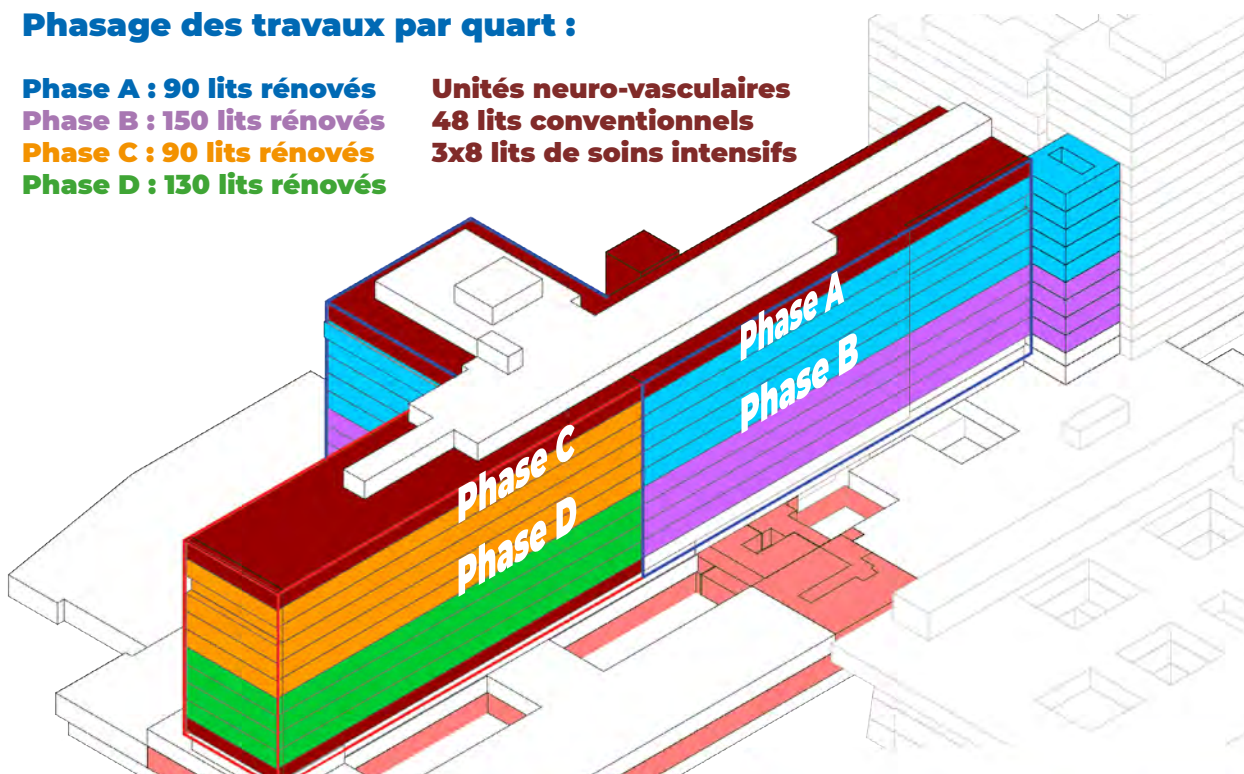 Phasage des travaux par quart :
Phase A : 90 lits rénovés
Phase B : 150 lits rénovés
Phase C : 90 lits rénovés
Phase D : 130 lits rénovés
Unités neuro-vasculaires
48 lits conventionnels
3x8 lits de soins intensifs
Phase A
Phase B
Phase C
Phase D